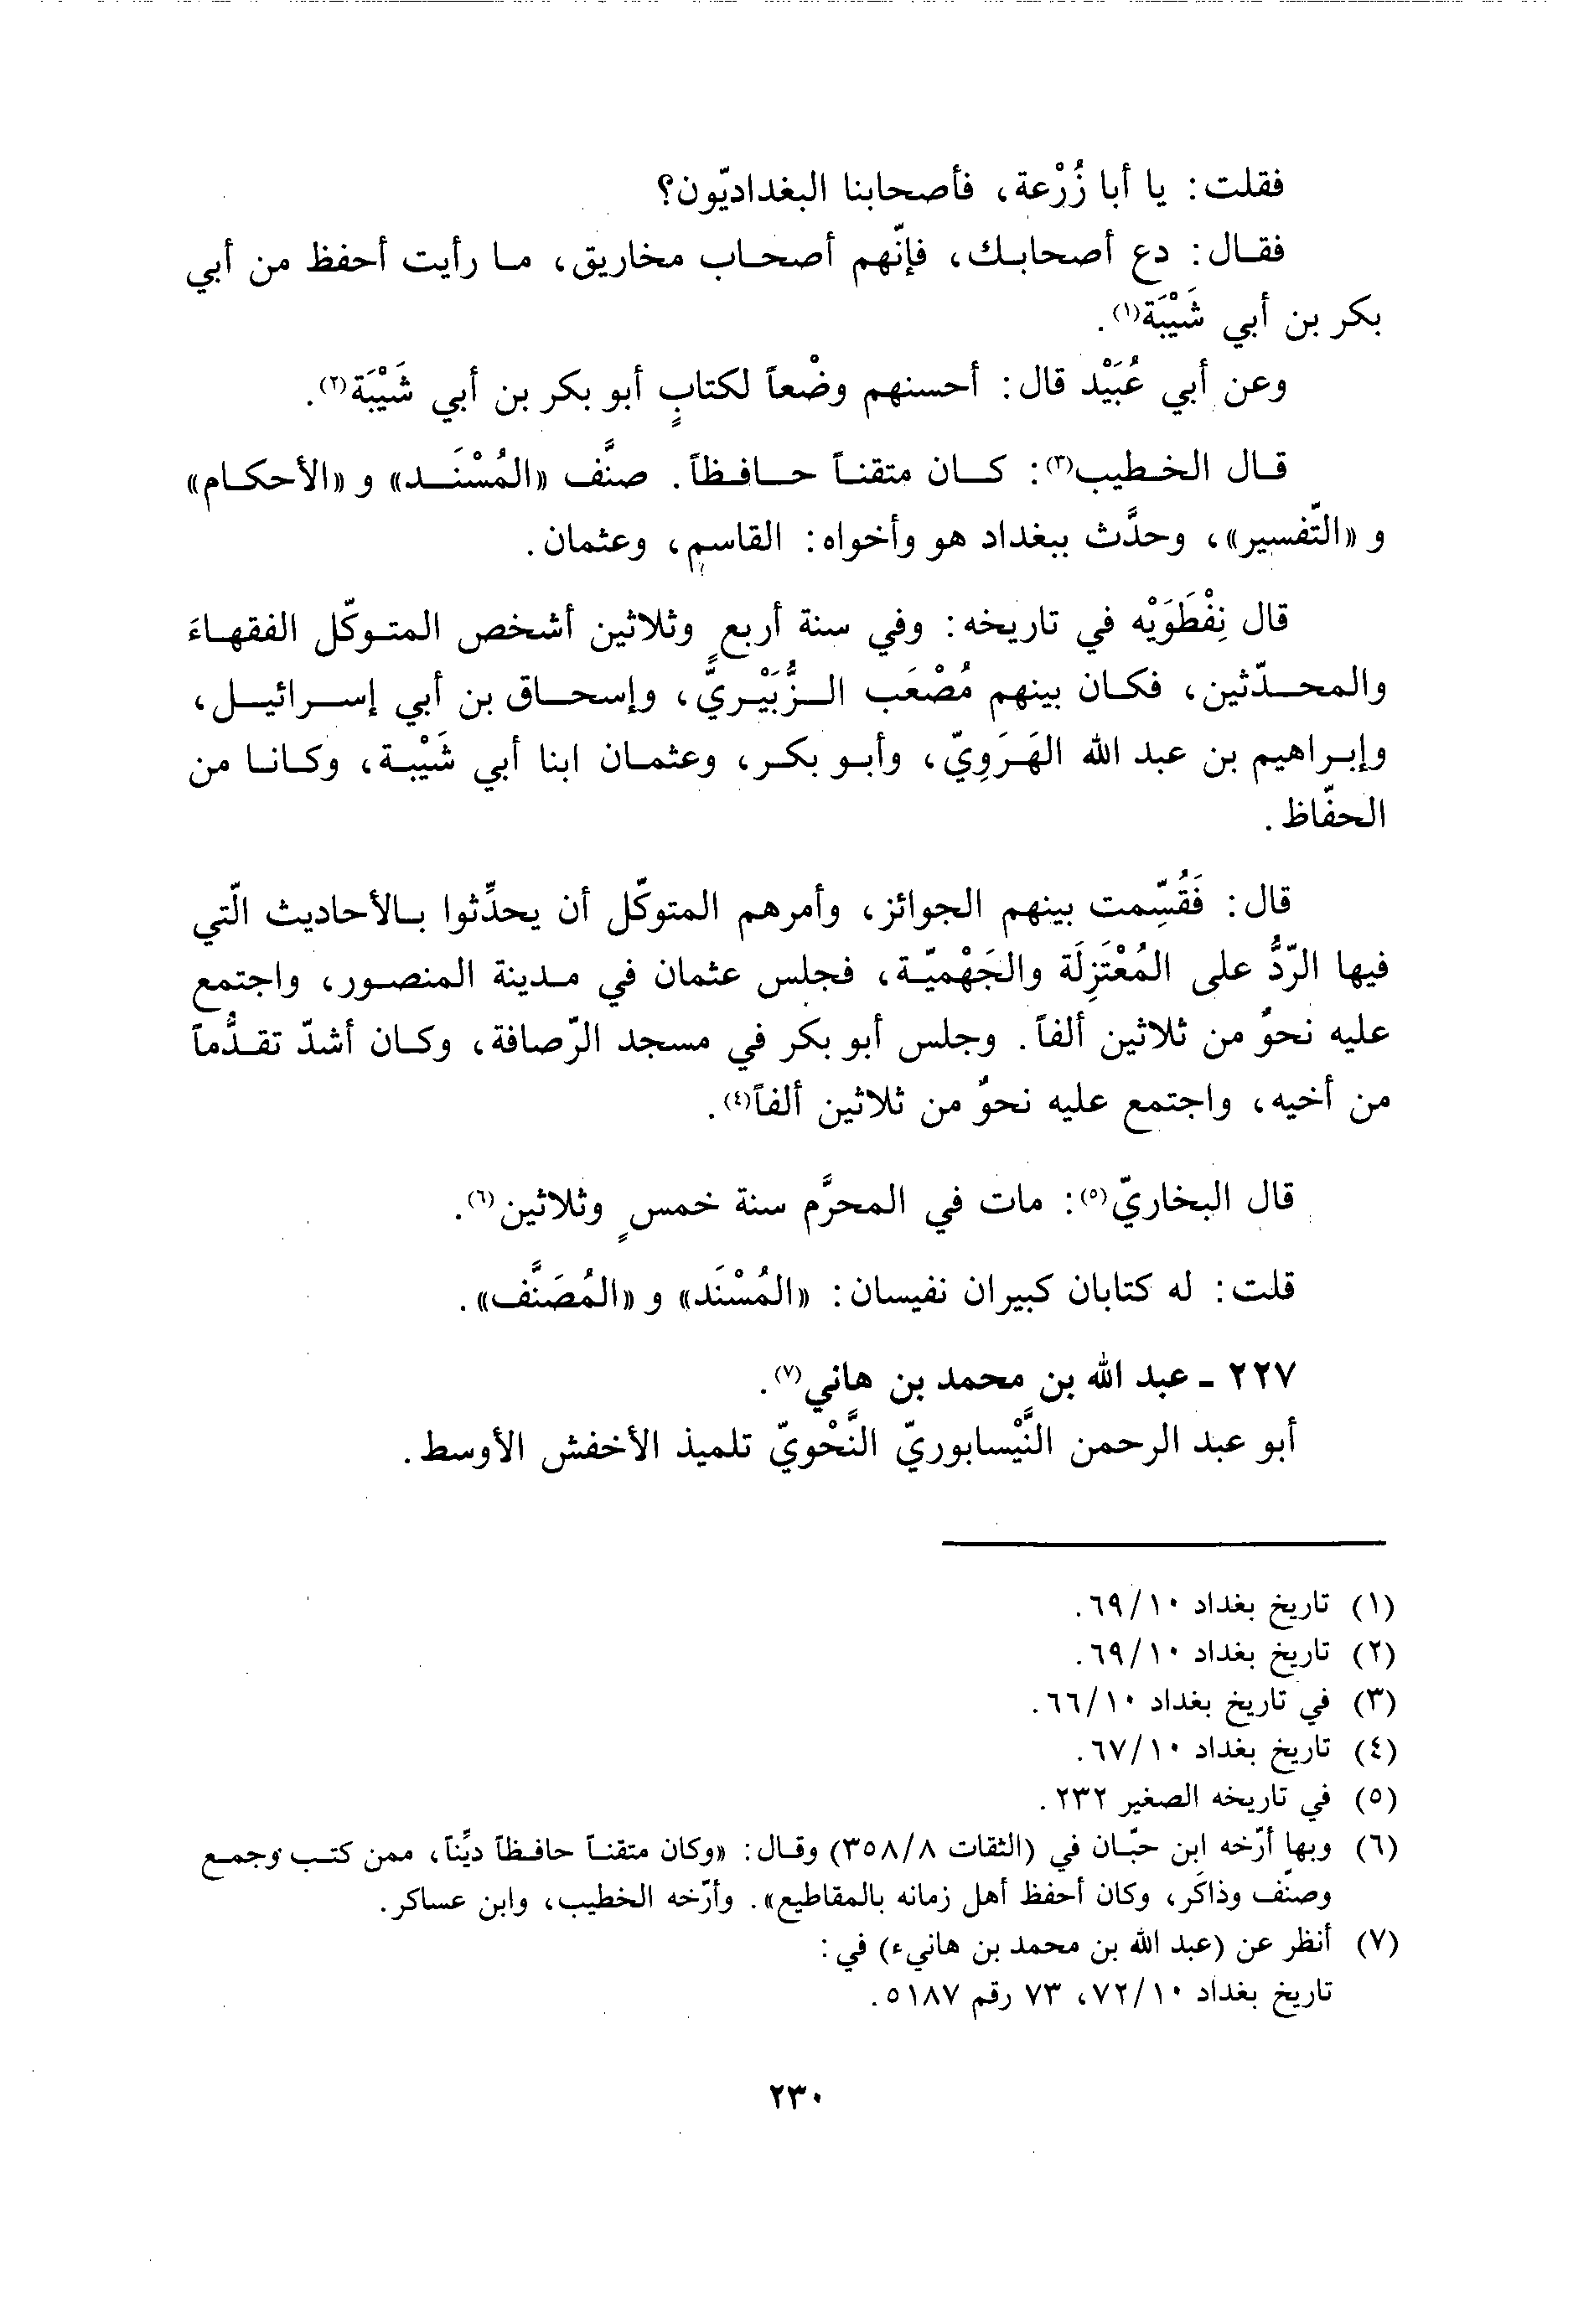 فقلت: يا أبا زُرْعة، فأصحابنا البغداديّون؟
فقال: دع أصحابك، فإنّهم أصحاب مخاريق، ما رأيت أحفظ من أبي
بكر بن أبي شَيْبَة(١).
وعن أبي عُبَيْد قال: أحسنهم وضْعاً لكتابٍ أبو بكر بن أبي شَيْبَة(٢).
قال الخطيب(٣): كان متقناً حافظاً. صنَّف «المُسْنَد» و «الأحكام»
و «التّفسير»، وحدَّث ببغداد هو وأخواه: القاسم، وعثمان.
قال نِفْطَوَيْه في تاريخه: وفي سنة أربعٍ وثلاثين أشخص المتوكّل الفقهاءَ
والمحدّثين، فكان بينهم مُصْعَب الزُّبَيْريُّ، وإسحاق بن أبي إسرائيل،
وإبراهيم بن عبد الله الهَرَوِيّ، وأبو بكر، وعثمان ابنا أبي شَيْبة، وكانا من
الحفّاظ.
قال: فَقُسِّمت بينهم الجوائز، وأمرهم المتوكّل أن يحدِّثوا بالأحاديث الّتي
فيها الرّدُّ على المُعْتَزِلَة والجَهْميّة، فجلس عثمان في مدينة المنصور، واجتمع
عليه نحوٌ من ثلاثين ألفاً. وجلس أبو بكر في مسجد الرّصافة، وكان أشدّ تقدُّماً
من أخيه، واجتمع عليه نحوٌ من ثلاثين ألفاً(٤).
قال البخاريّ(٥): مات في المحرَّم سنة خمسٍ وثلاثين(٦).
قلت: له كتابان كبيران نفيسان: «المُسْنَد» و «المُصَنَّف».
٢٢٧ ـ عبد الله بن محمد بن هاني(٧).
أبو عبد الرحمن النَّيْسابوريّ النَّحْويّ تلميذ الأخفش الأوسط.
(١) تاريخ بغداد ٦٩/١٠.
(٢) تاريخ بغداد ٦٩/١٠.
(٣) في تاريخ بغداد ٦٦/١٠.
(٤) تاريخ بغداد ٦٧/١٠.
(٥) في تاريخه الصغير ٢٣٢.
(٦) وبها أرّخه ابن حبّان في (الثقات ٣٥٨/٨) وقال: «وكان متقناً حافظاً ديِّناً، ممن كتب وجمع
وصنّف وذاكَر، وكان أحفظ أهل زمانه بالمقاطيع». وأرّخه الخطيب، وابن عساكر.
(٧) أنظر عن (عبد الله بن محمد بن هانيء) في:
تاريخ بغداد ٧٢/١٠، ٧٣ رقم ٥١٨٧.
٢٣٠